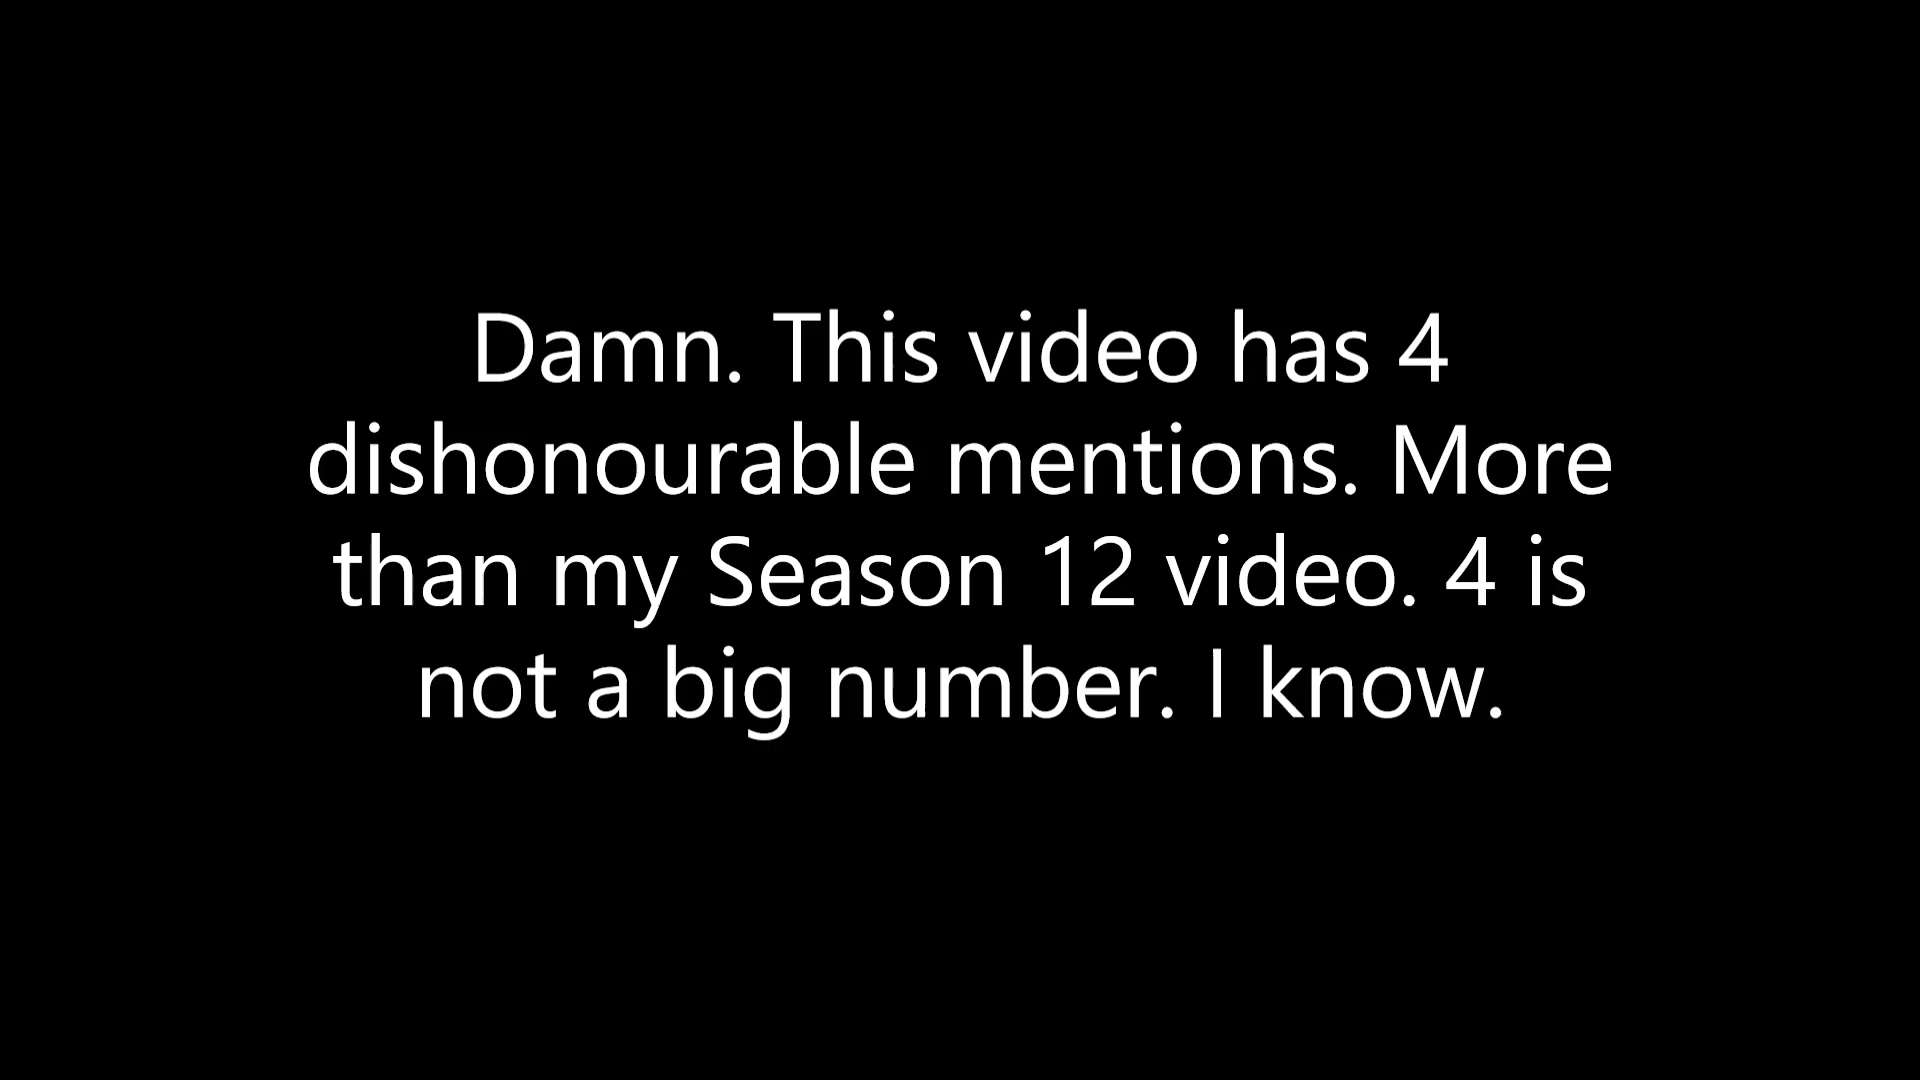 Damn. This video has 4
dishonourable mentions. More
than my Season 12 video. 4 is
not a big number. I know.